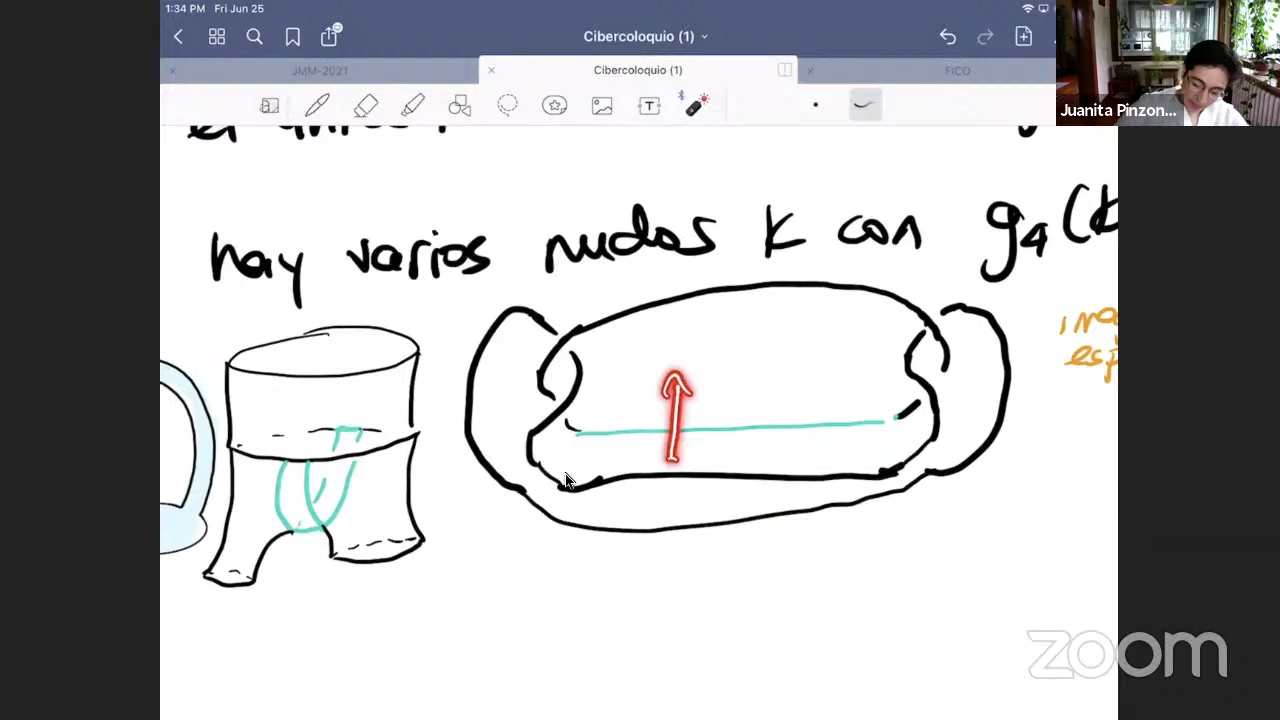 1:34 PM Fri Jun 25
Cibercoloquio (1)
JMM-2021
Cibercoloquio (1)
FICO
T
Juanita Pinzon...
hay varios nudos K con g4(k
zoom